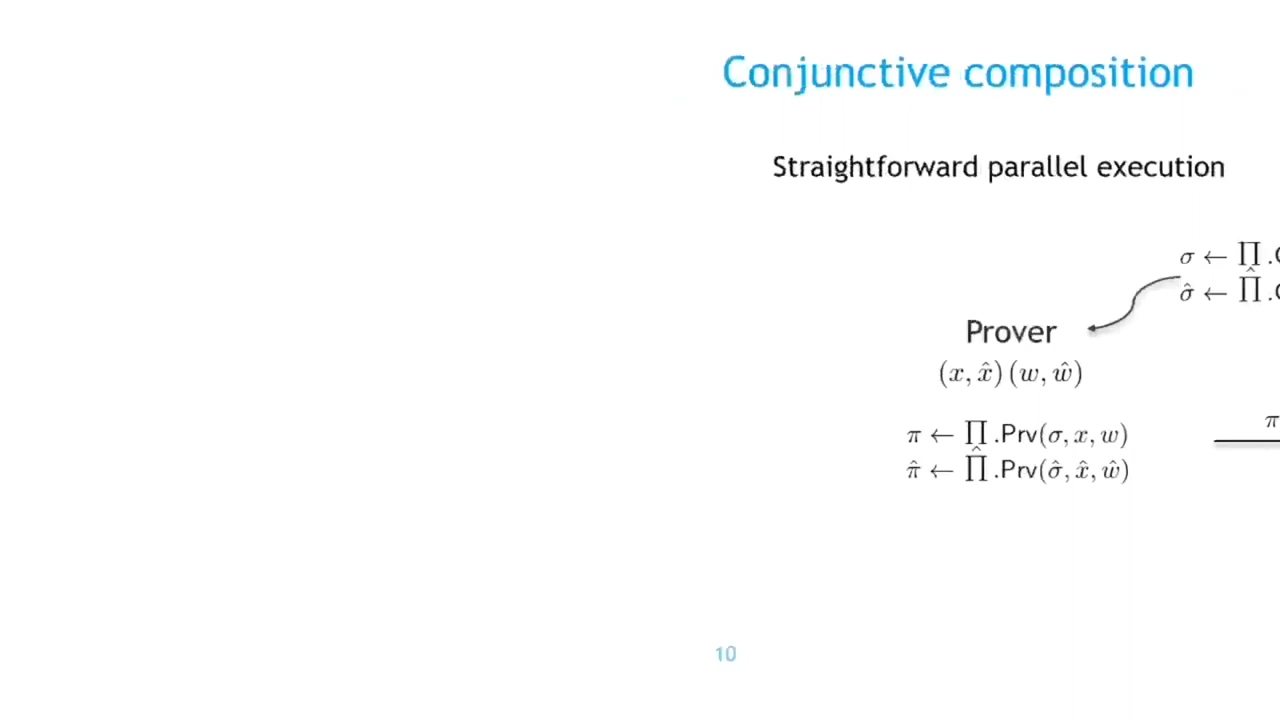 Conjunctive composition
Straightforward parallel execution
σ ← ∏ .
σ̂ ← ∏̂ .
Prover
(x, x̂) (w, ŵ)
π
π ← ∏ .Prv(σ, x, w)
π̂ ← ∏̂ .Prv(σ̂, x̂, ŵ)
10